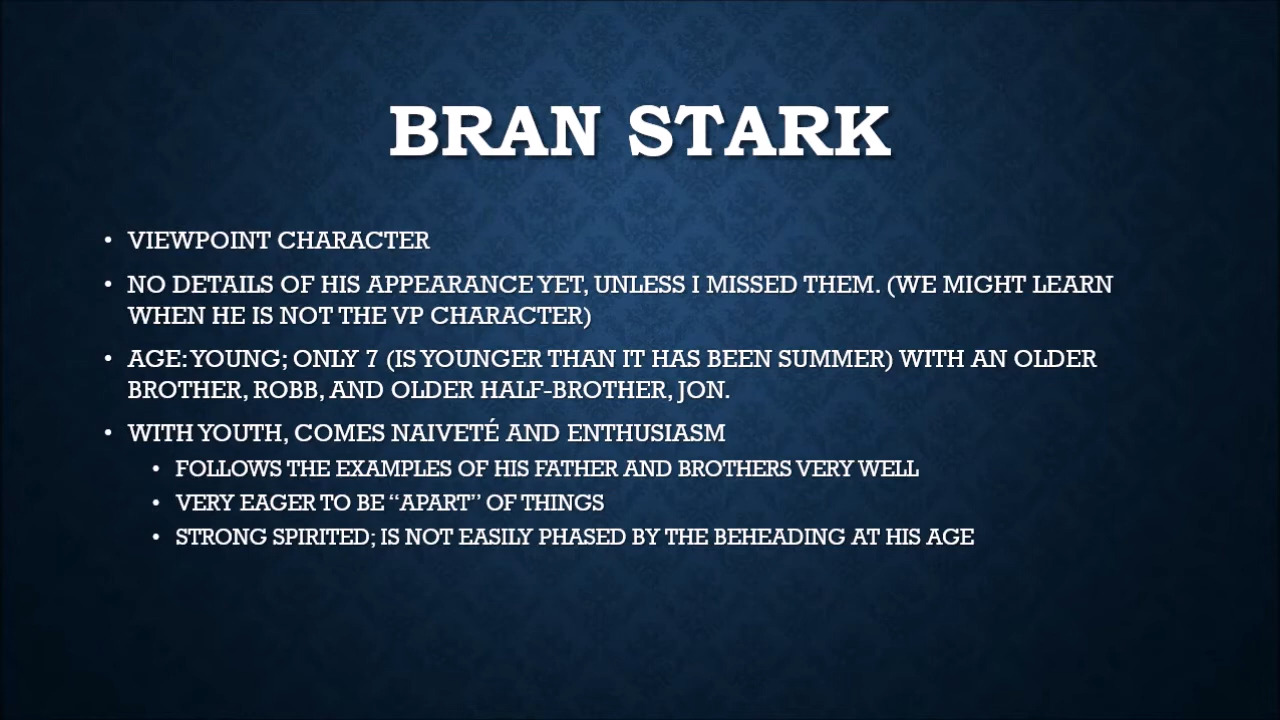 BRAN STARK
• VIEWPOINT CHARACTER
• NO DETAILS OF HIS APPEARANCE YET, UNLESS I MISSED THEM. (WE MIGHT LEARN
WHEN HE IS NOT THE VP CHARACTER)
• AGE: YOUNG; ONLY 7 (IS YOUNGER THAN IT HAS BEEN SUMMER) WITH AN OLDER
BROTHER, ROBB, AND OLDER HALF-BROTHER, JON.
• WITH YOUTH, COMES NAIVETÉ AND ENTHUSIASM
• FOLLOWS THE EXAMPLES OF HIS FATHER AND BROTHERS VERY WELL
• VERY EAGER TO BE “APART” OF THINGS
• STRONG SPIRITED; IS NOT EASILY PHASED BY THE BEHEADING AT HIS AGE